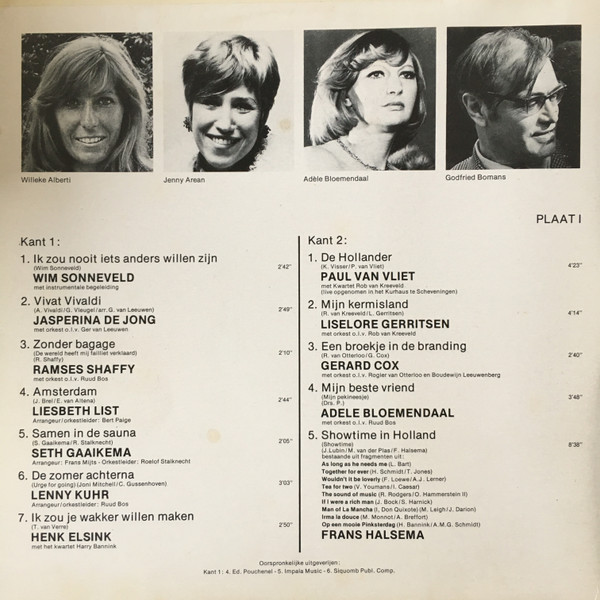 Willeke Alberti
Jenny Arean
Adèle Bloemendaal
Godfried Bomans
PLAAT I
Kant 1:
1. Ik zou nooit iets anders willen zijn
(Wim Sonneveld) 2'42"
WIM SONNEVELD
met instrumentale begeleiding
2. Vivat Vivaldi
(A. Vivaldi/G. Vleugel/arr. G. van Leeuwen) 2'49"
JASPERINA DE JONG
met orkest o.l.v. Ger van Leeuwen
3. Zonder bagage
(De wereld heeft mij failliet verklaard) 2'10"
(R. Shaffy)
RAMSES SHAFFY
met orkest o.l.v. Ruud Bos
4. Amsterdam
(J. Brel/E. van Altena) 2'44"
LIESBETH LIST
Arrangeur/orkestleider: Bert Paige
5. Samen in de sauna
(S. Gaaikema/R. Stalknecht) 2'05"
SETH GAAIKEMA
Arrangeur: Frans Mijts - Orkestleider: Roelof Stalknecht
6. De zomer achterna
(Urge for going) (Joni Mitchell/C. Gussenhoven) 3'03"
LENNY KUHR
Arrangeur/orkestleider: Ruud Bos
7. Ik zou je wakker willen maken
(T. van Verre) 2'50"
HENK ELSINK
met het kwartet Harry Bannink
Kant 2:
1. De Hollander
(K. Visser/P. van Vliet) 4'23"
PAUL VAN VLIET
met Kwartet Rob van Kreeveld
(live opgenomen in het Kurhaus te Scheveningen)
2. Mijn kermisland
(R. van Kreeveld/L. Gerritsen) 4'14"
LISELORE GERRITSEN
met orkest o.l.v. Rob van Kreeveld
3. Een broekje in de branding
(R. van Otterloo/G. Cox) 2'40"
GERARD COX
met orkest o.l.v. Rogier van Otterloo en Boudewijn Leeuwenberg
4. Mijn beste vriend
(Mijn pekineesje) 3'48"
(Drs. P.)
ADELE BLOEMENDAAL
met orkest o.l.v. Ruud Bos
5. Showtime in Holland
(Showtime) 8'38"
(J. Lubin/M. van der Plas/F. Halsema)
bestaande uit fragmenten uit:
As long as he needs me (L. Bart)
Together for ever (H. Schmidt/T. Jones)
Wouldn't it be loverly (F. Loewe/A.J. Lerner)
Tea for two (V. Youmans/I. Caesar)
The sound of music (R. Rodgers/O. Hammerstein II)
If I were a rich man (J. Bock/S. Harnick)
Man of La Mancha (I, Don Quixote) (M. Leigh/J. Darion)
Irma la douce (M. Monnot/A. Breffort)
Op een mooie Pinksterdag (H. Bannink/A.M.G. Schmidt)
FRANS HALSEMA
Oorspronkelijke uitgeverijen:
Kant 1: 4. Ed. Pouchenel - 5. Impala Music - 6. Siquomb Publ. Comp.